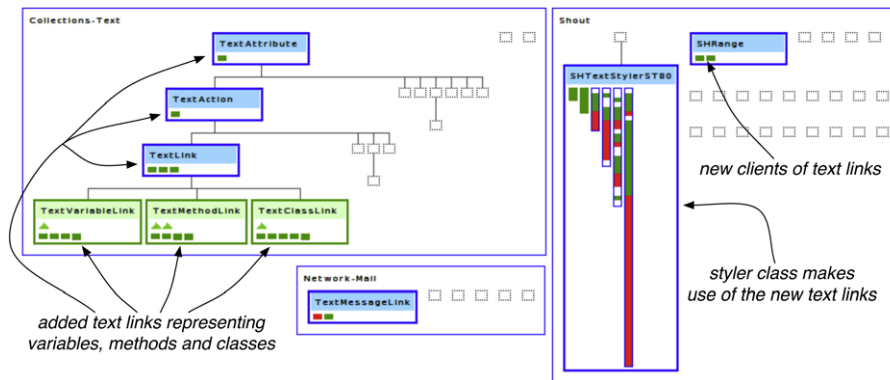 Collections-Text
TextAttribute
TextAction
TextLink
TextVariableLink
TextMethodLink
TextClassLink
added text links representing
variables, methods and classes
Network-Mail
TextMessageLink
Shout
SHTextStylerST80
SHRange
new clients of text links
styler class makes
use of the new text links